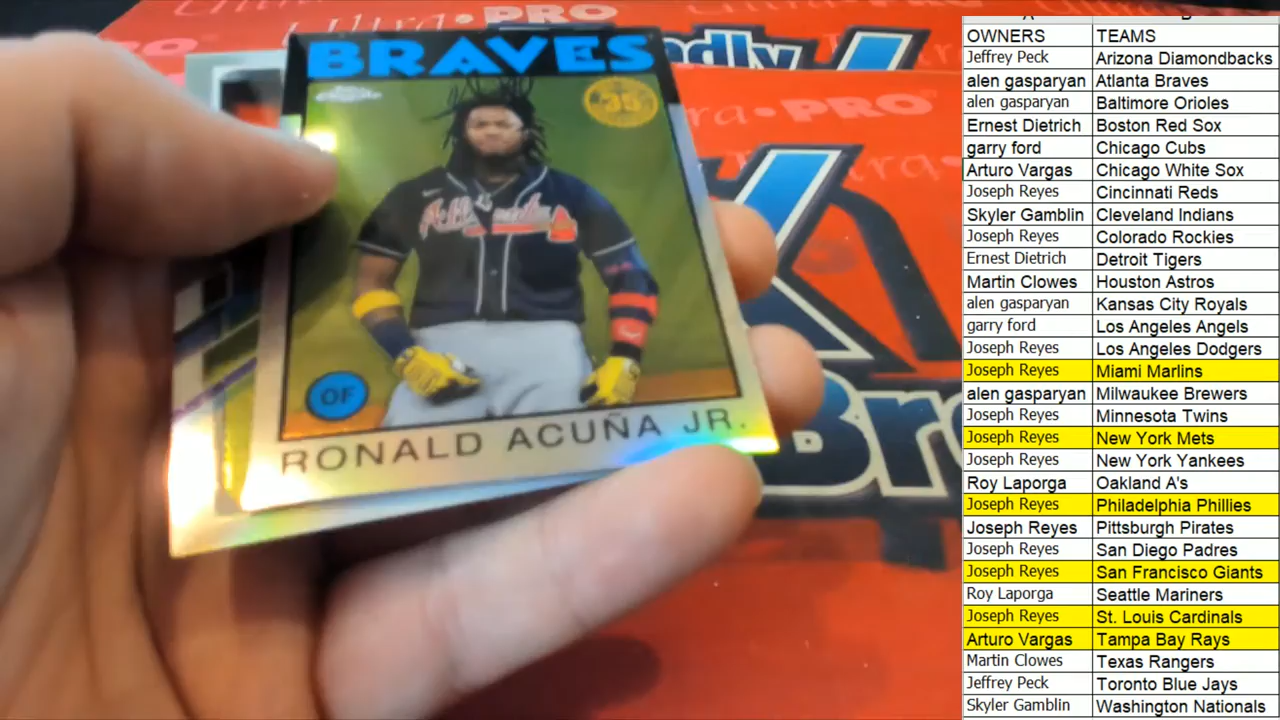 BRAVES
35
OF
RONALD ACUÑA JR.
PRO
PRO
OWNERS TEAMS
Jeffrey Peck Arizona Diamondbacks
alen gasparyan Atlanta Braves
alen gasparyan Baltimore Orioles
Ernest Dietrich Boston Red Sox
garry ford Chicago Cubs
Arturo Vargas Chicago White Sox
Joseph Reyes Cincinnati Reds
Skyler Gamblin Cleveland Indians
Joseph Reyes Colorado Rockies
Ernest Dietrich Detroit Tigers
Martin Clowes Houston Astros
alen gasparyan Kansas City Royals
garry ford Los Angeles Angels
Joseph Reyes Los Angeles Dodgers
Joseph Reyes Miami Marlins
alen gasparyan Milwaukee Brewers
Joseph Reyes Minnesota Twins
Joseph Reyes New York Mets
Joseph Reyes New York Yankees
Roy Laporga Oakland A's
Joseph Reyes Philadelphia Phillies
Joseph Reyes Pittsburgh Pirates
Joseph Reyes San Diego Padres
Joseph Reyes San Francisco Giants
Roy Laporga Seattle Mariners
Joseph Reyes St. Louis Cardinals
Arturo Vargas Tampa Bay Rays
Martin Clowes Texas Rangers
Jeffrey Peck Toronto Blue Jays
Skyler Gamblin Washington Nationals